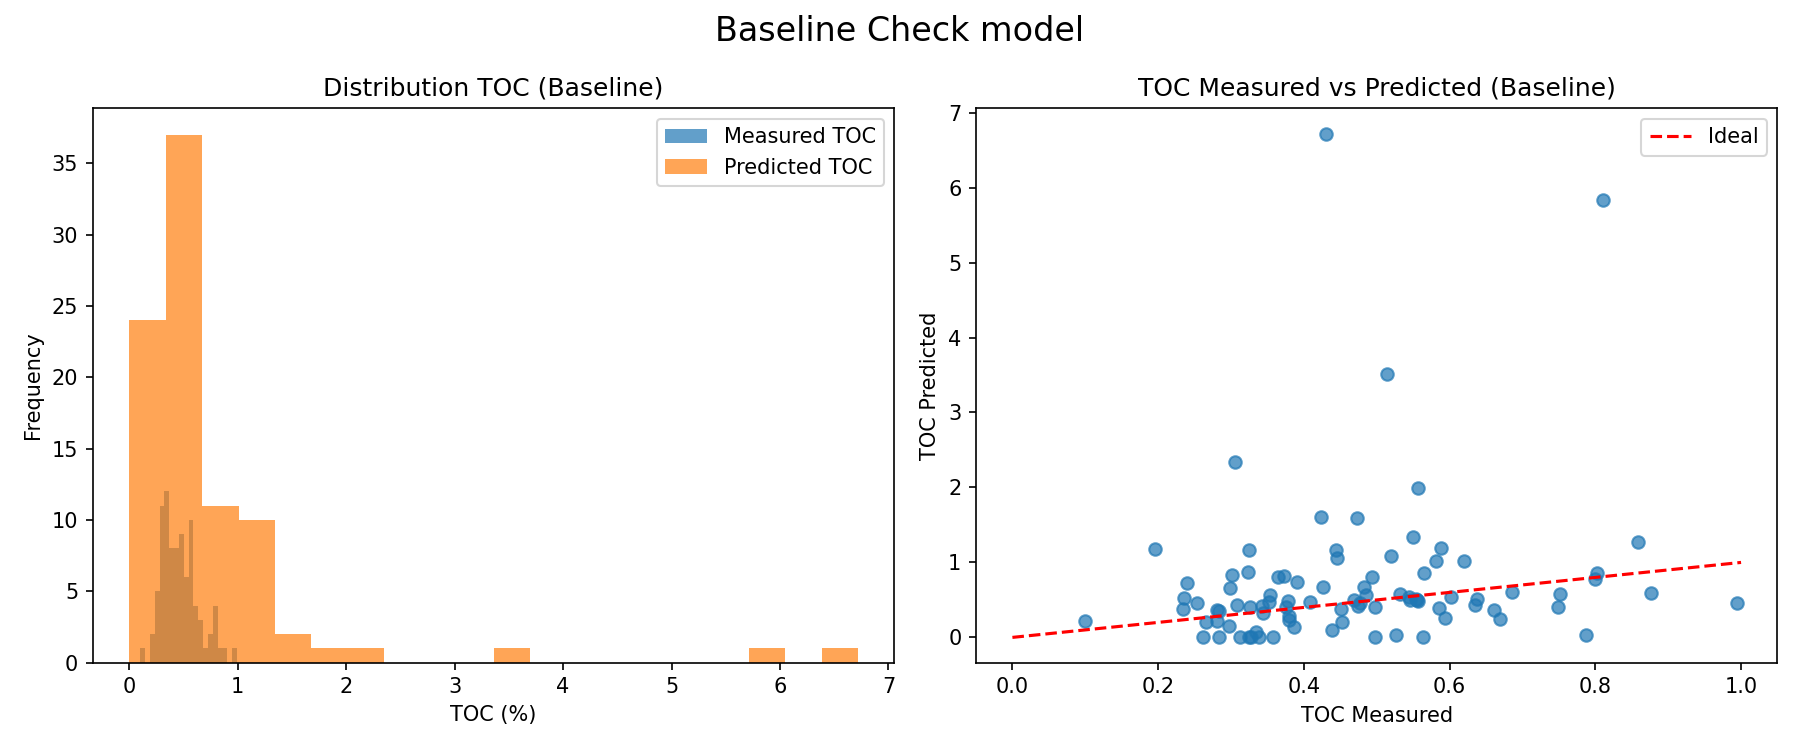 Baseline Check model
Distribution TOC (Baseline)
Measured TOC
Predicted TOC
Frequency
35
30
25
20
15
10
5
0
0 1 2 3 4 5 6 7
TOC (%)
TOC Measured vs Predicted (Baseline)
Ideal
TOC Predicted
7
6
5
4
3
2
1
0
0.0 0.2 0.4 0.6 0.8 1.0
TOC Measured